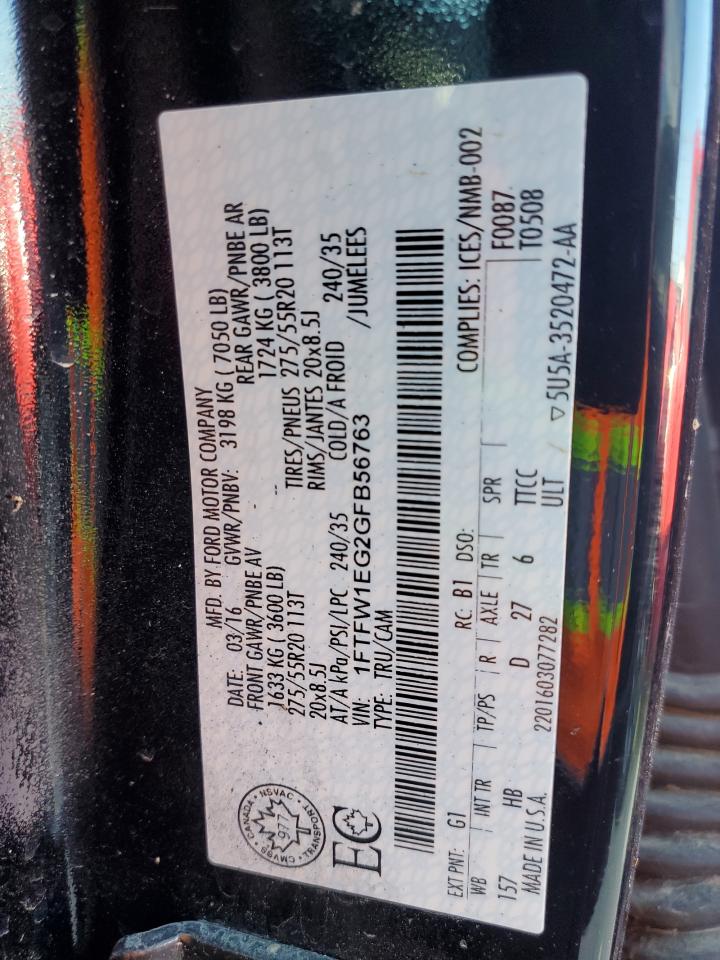 MFD. BY FORD MOTOR COMPANY
DATE: 03/16 GVWR/PNBV: 3198 KG ( 7050 LB)
FRONT GAWR/PNBE AV REAR GAWR/PNBE AR
1633 KG ( 3600 LB) 1724 KG ( 3800 LB)
275/55R20 113T TIRES/PNEUS 275/55R20 113T
20x8.5J RIMS/JANTES 20x8.5J
AT/A kPa/PSI/LPC 240/35 COLD/A FROID 240/35
VIN: 1FTFW1EG2GFB56763 /JUMELEES
TYPE: TRU/CAM
CANADA • NSVAC • TRANSPORT • CMVSS
977
EC
EXT PNT: G1 RC: B1 DSO: COMPLIES: ICES/NMB-002
WB INT TR TP/PS R AXLE TR SPR F0087
157 HB D 27 6 TTCC T0508
ULT
MADE IN U.S.A. 2201603077282 ▽5U5A-3520472-AA